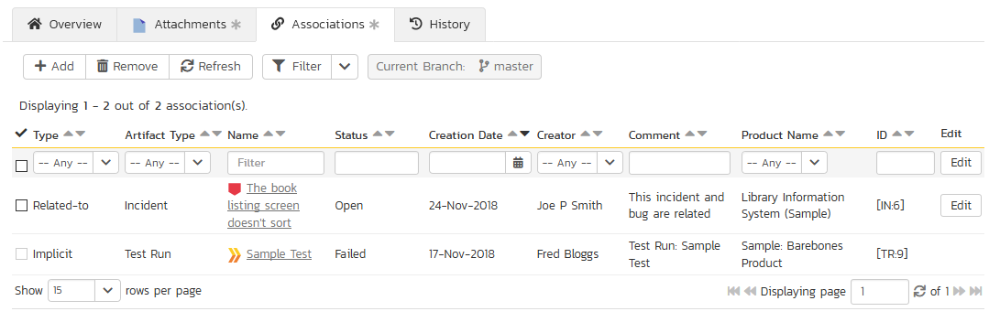 Overview Attachments Associations History
Add Remove Refresh Filter Current Branch: master
Displaying 1 - 2 out of 2 association(s).
Type Artifact Type Name Status Creation Date Creator Comment Product Name ID Edit
-- Any -- -- Any -- Filter -- Any -- -- Any -- Edit
Related-to Incident The book listing screen doesn't sort Open 24-Nov-2018 Joe P Smith This incident and bug are related Library Information System (Sample) [IN:6] Edit
Implicit Test Run Sample Test Failed 17-Nov-2018 Fred Bloggs Test Run: Sample Test Sample: Barebones Product [TR:9]
Show 15 rows per page Displaying page 1 of 1